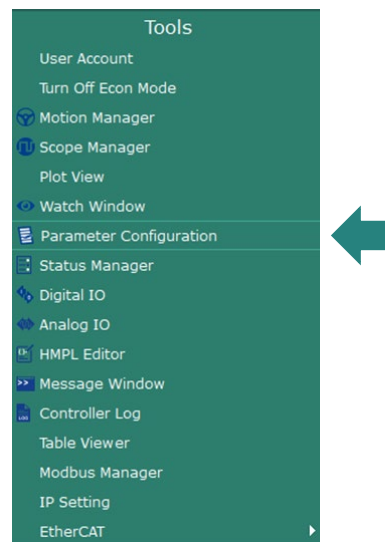 Tools
User Account
Turn Off Econ Mode
Motion Manager
Scope Manager
Plot View
Watch Window
Parameter Configuration
Status Manager
Digital IO
Analog IO
HMPL Editor
Message Window
Controller Log
Table Viewer
Modbus Manager
IP Setting
EtherCAT